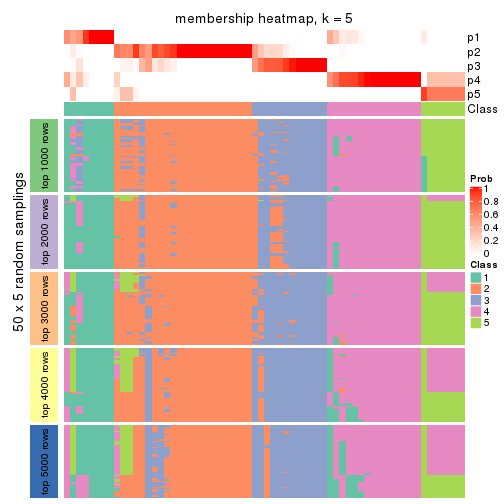 membership heatmap, k = 5
p1
p2
p3
p4
p5
Class
50 x 5 random samplings
top 1000 rows
top 2000 rows
top 3000 rows
top 4000 rows
top 5000 rows
Prob
1
0.8
0.6
0.4
0.2
0
Class
1
2
3
4
5